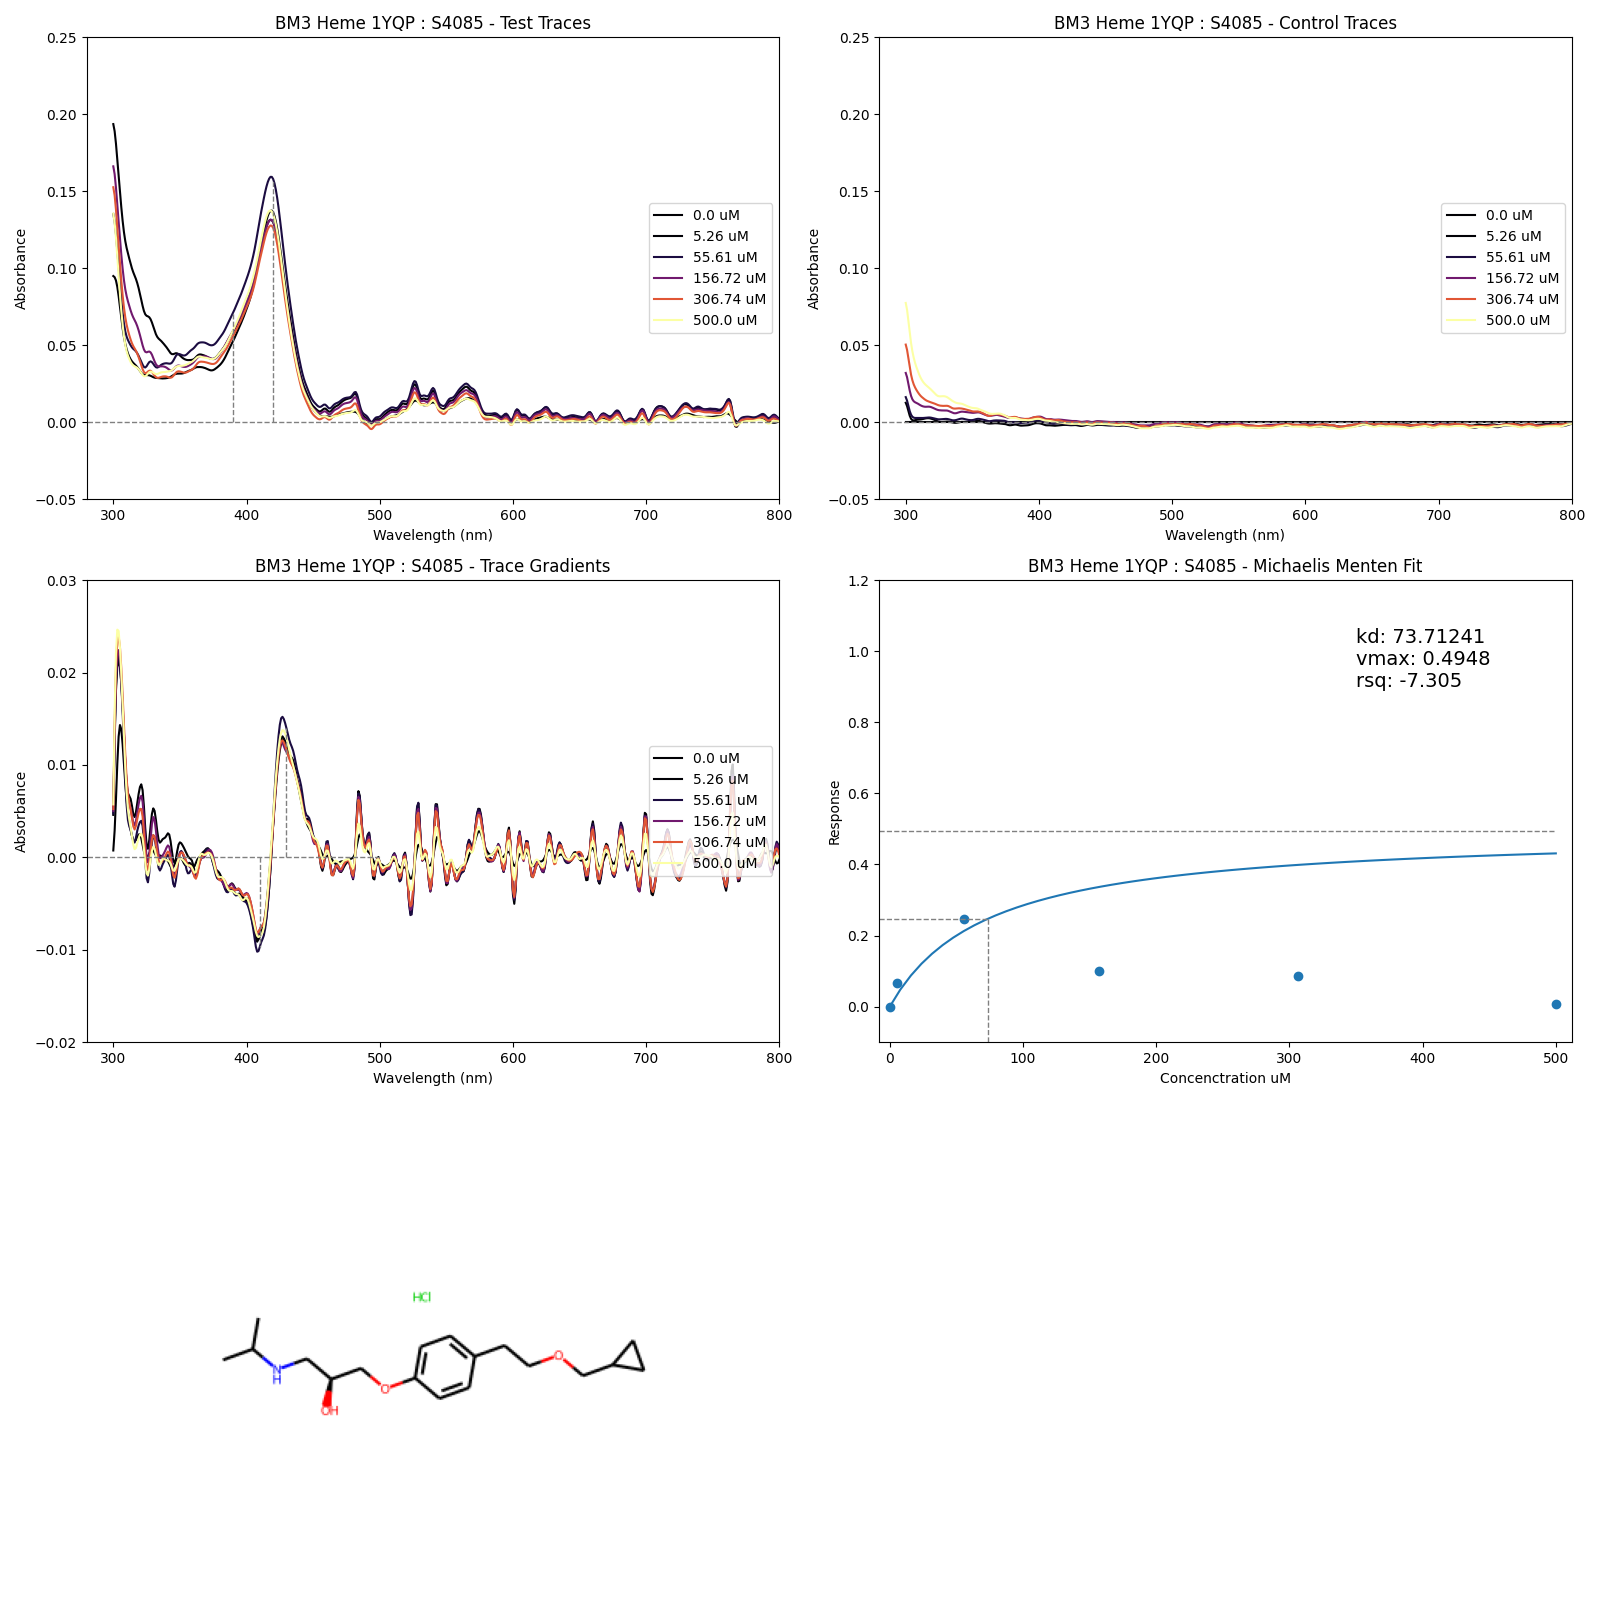 BM3 Heme 1YQP : S4085 - Test Traces
0.25
0.20
0.15
0.10
0.05
0.00
−0.05
Absorbance
300 400 500 600 700 800
Wavelength (nm)
0.0 uM
5.26 uM
55.61 uM
156.72 uM
306.74 uM
500.0 uM
BM3 Heme 1YQP : S4085 - Control Traces
0.25
0.20
0.15
0.10
0.05
0.00
−0.05
Absorbance
300 400 500 600 700 800
Wavelength (nm)
0.0 uM
5.26 uM
55.61 uM
156.72 uM
306.74 uM
500.0 uM
BM3 Heme 1YQP : S4085 - Trace Gradients
0.03
0.02
0.01
0.00
−0.01
−0.02
Absorbance
300 400 500 600 700 800
Wavelength (nm)
0.0 uM
5.26 uM
55.61 uM
156.72 uM
306.74 uM
500.0 uM
BM3 Heme 1YQP : S4085 - Michaelis Menten Fit
1.2
1.0
0.8
0.6
0.4
0.2
0.0
Response
0 100 200 300 400 500
Concenctration uM
kd: 73.71241
vmax: 0.4948
rsq: -7.305
HCl
O
N
H
O
OH